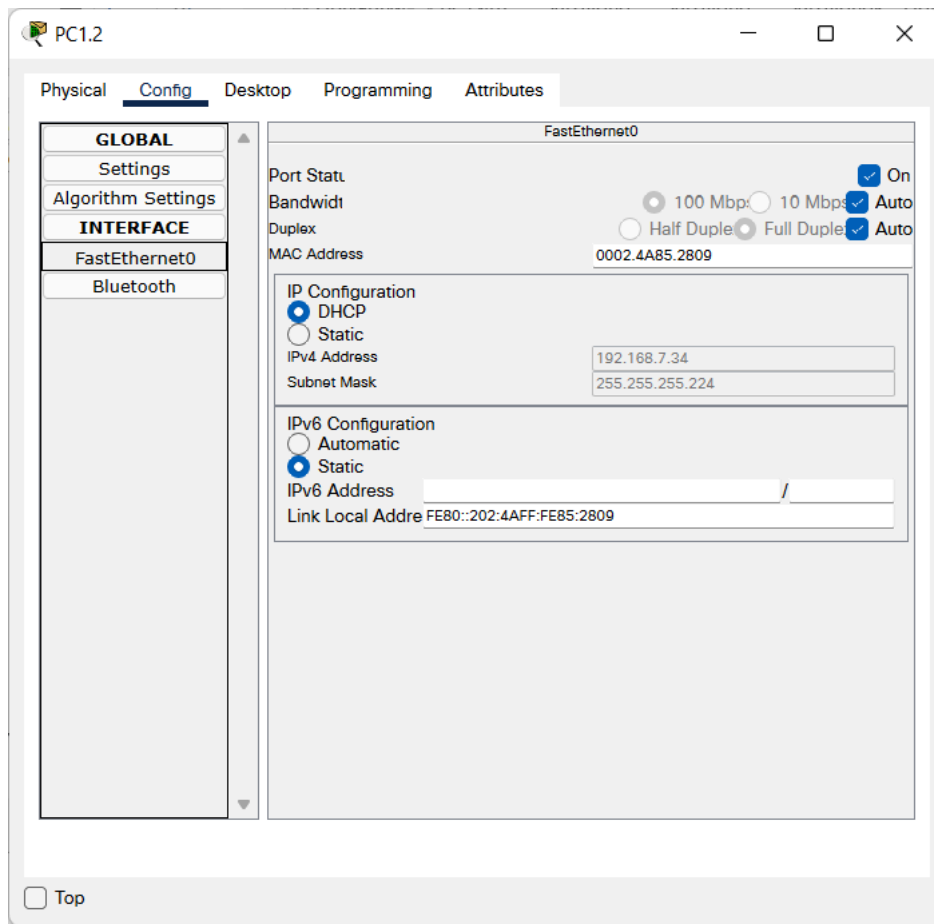 PC1.2
Physical Config Desktop Programming Attributes
GLOBAL
Settings
Algorithm Settings
INTERFACE
FastEthernet0
Bluetooth
FastEthernet0
Port Statu On
Bandwidt 100 Mbps 10 Mbps Auto
Duplex Half Duple Full Duple Auto
MAC Address 0002.4A85.2809
IP Configuration
DHCP
Static
IPv4 Address 192.168.7.34
Subnet Mask 255.255.255.224
IPv6 Configuration
Automatic
Static
IPv6 Address /
Link Local Addre FE80::202:4AFF:FE85:2809
Top